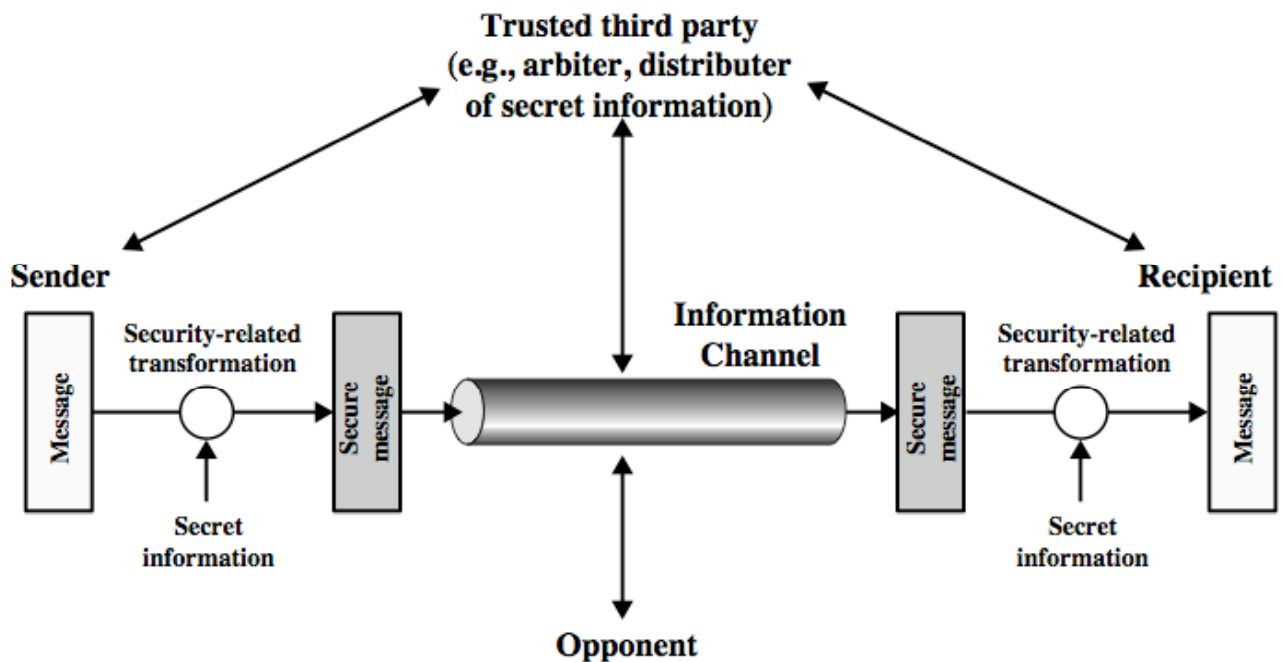 Trusted third party
(e.g., arbiter, distributer
of secret information)
Sender
Recipient
Information
Channel
Security-related
transformation
Message
Secure
message
Secret
information
Security-related
transformation
Secure
message
Message
Secret
information
Opponent